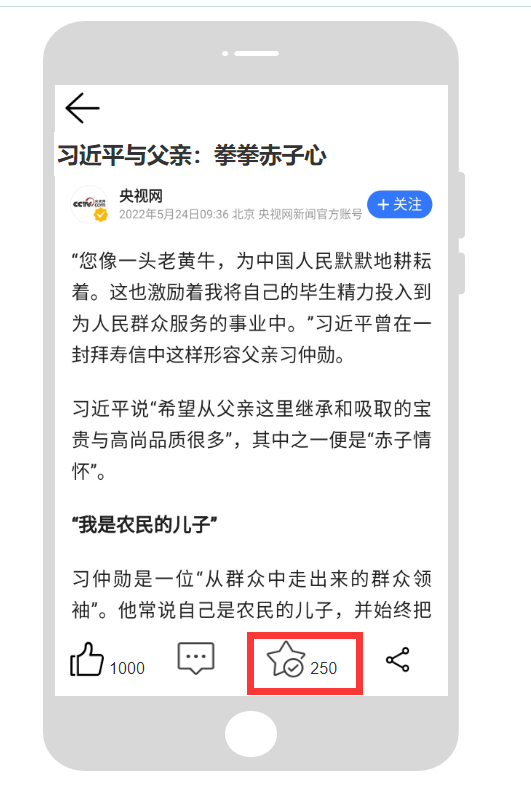 习近平与父亲：拳拳赤子心
央视网
CCTV.com 2022年5月24日09:36 北京 央视网新闻官方账号
+ 关注
“您像一头老黄牛，为中国人民默默地耕耘
着。这也激励着我将自己的毕生精力投入到
为人民群众服务的事业中。”习近平曾在一
封拜寿信中这样形容父亲习仲勋。
习近平说“希望从父亲这里继承和吸取的宝
贵与高尚品质很多”，其中之一便是“赤子情
怀”。
“我是农民的儿子”
习仲勋是一位“从群众中走出来的群众领
袖”。他常说自己是农民的儿子，并始终把
1000 250